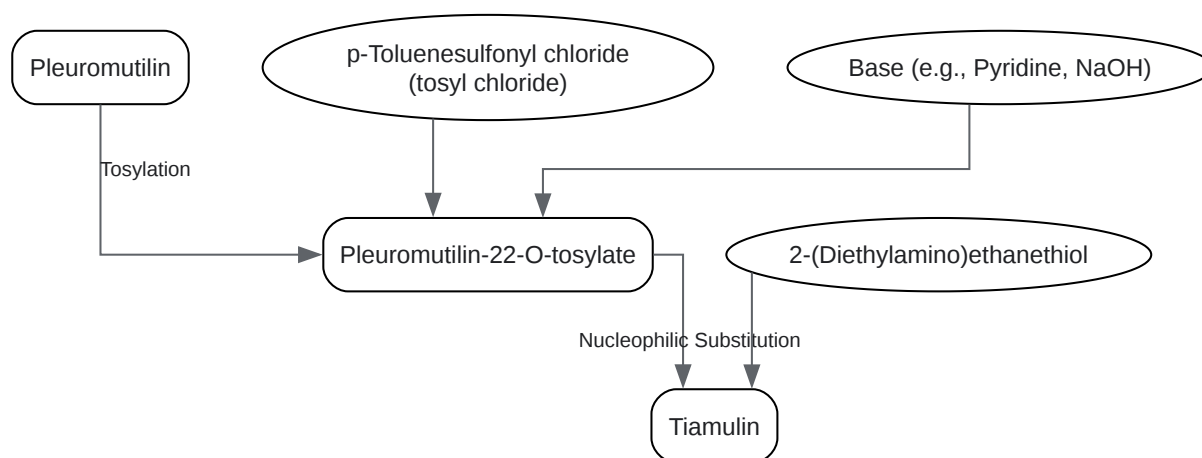 Pleuromutilin
p-Toluenesulfonyl chloride
(tosyl chloride)
Base (e.g., Pyridine, NaOH)
Tosylation
Pleuromutilin-22-O-tosylate
2-(Diethylamino)ethanethiol
Nucleophilic Substitution
Tiamulin